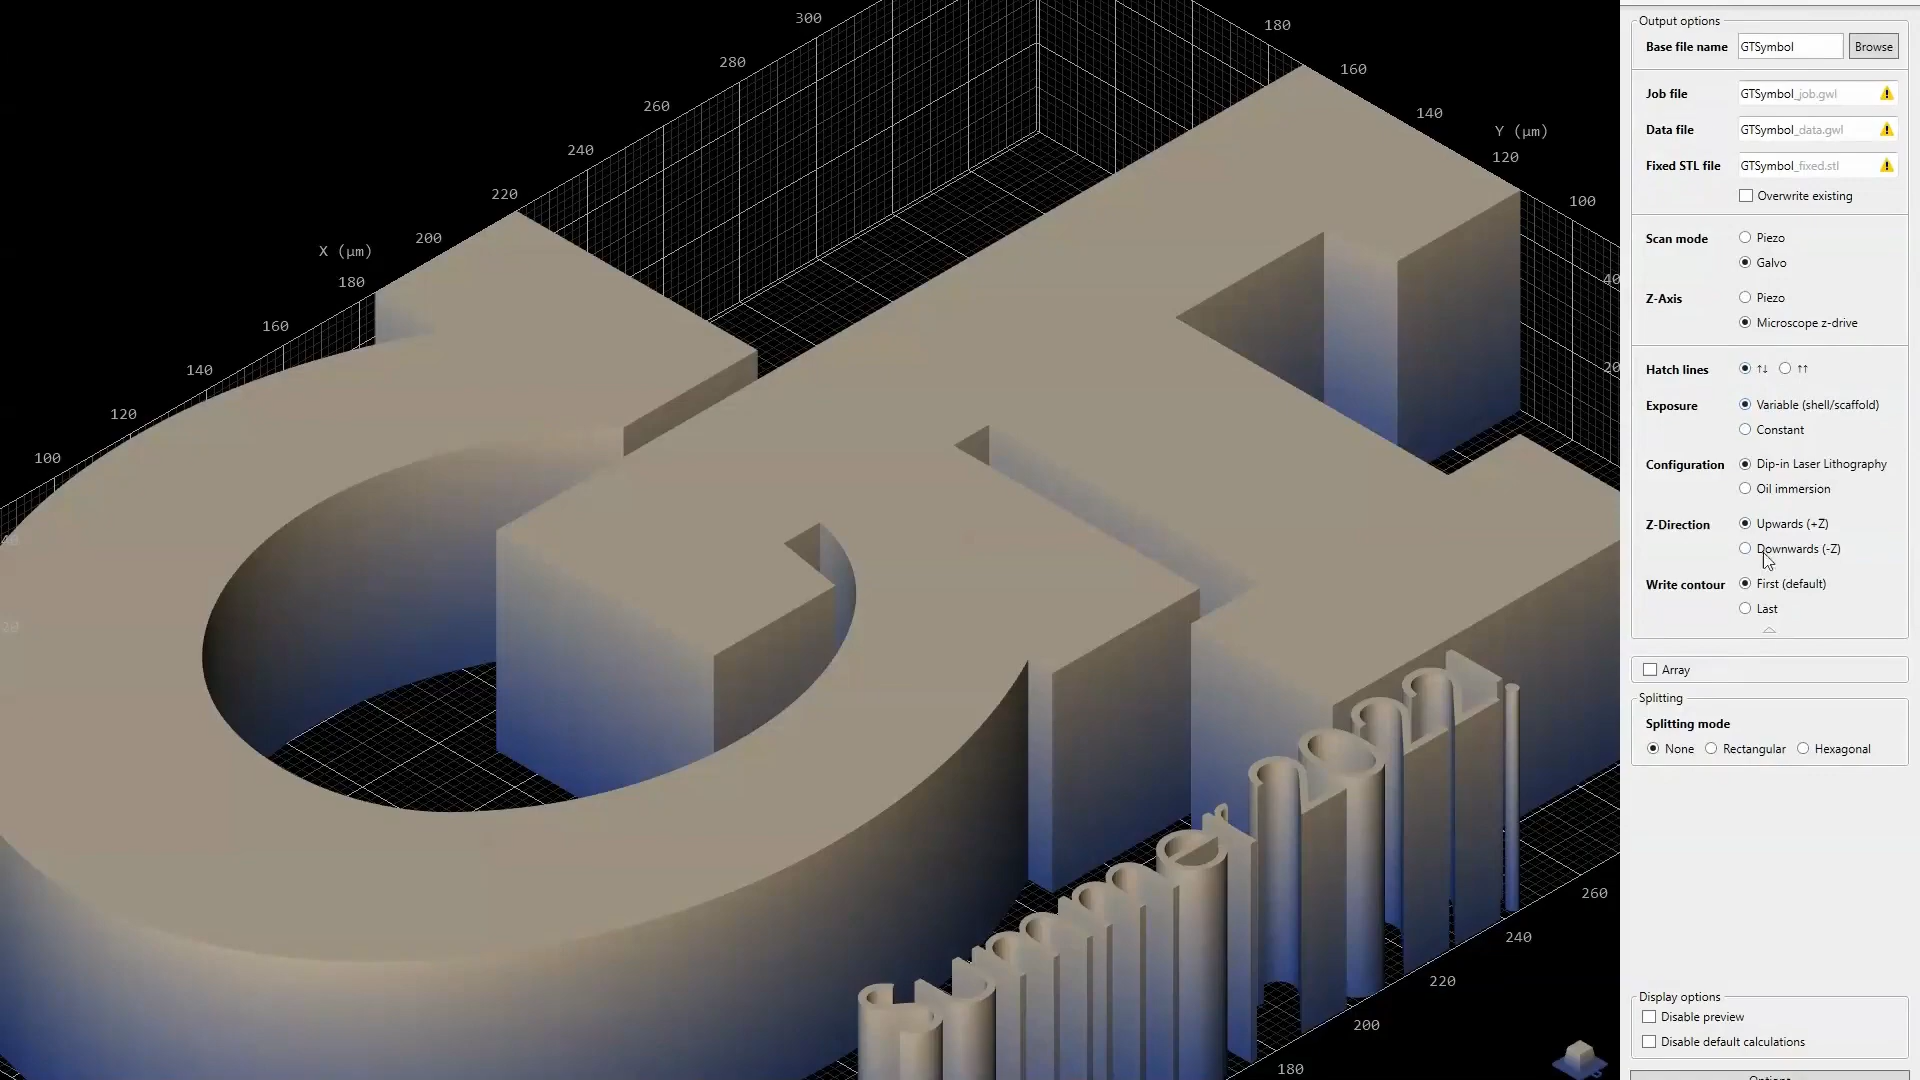 300
280
260
240
220
200
X (µm)
180
160
140
120
100
180
160
140
Y (µm)
120
100
40
20
260
240
220
200
180
GT
Output options
Base file name GTSymbol Browse
Job file GTSymbol_job.gwl
Data file GTSymbol_data.gwl
Fixed STL file GTSymbol_fixed.stl
Overwrite existing
Scan mode Piezo
Galvo
Z-Axis Piezo
Microscope z-drive
Hatch lines ↑↓ ↑↑
Exposure Variable (shell/scaffold)
Constant
Configuration Dip-in Laser Lithography
Oil immersion
Z-Direction Upwards (+Z)
Downwards (-Z)
Write contour First (default)
Last
Array
Splitting
Splitting mode
None Rectangular Hexagonal
Display options
Disable preview
Disable default calculations